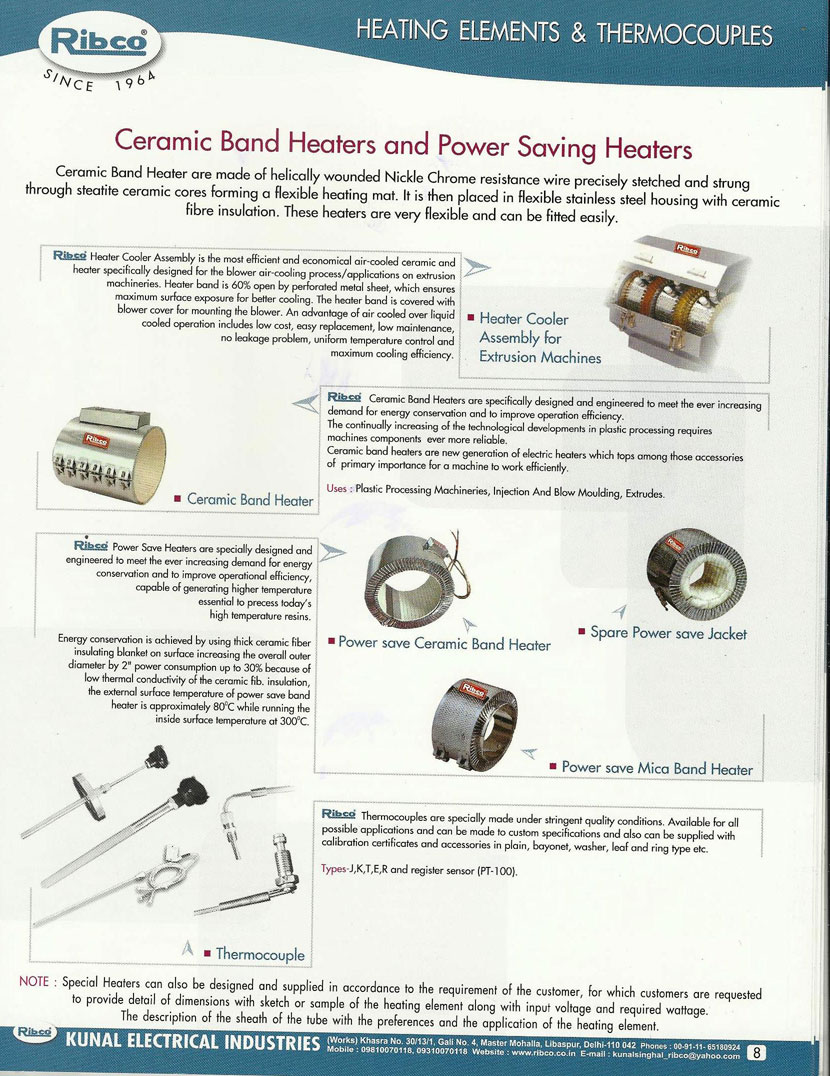 Ribco®
SINCE 1964
HEATING ELEMENTS & THERMOCOUPLES
Ceramic Band Heaters and Power Saving Heaters
Ceramic Band Heater are made of helically wounded Nickle Chrome resistance wire precisely stetched and strung
through steatite ceramic cores forming a flexible heating mat. It is then placed in flexible stainless steel housing with ceramic
fibre insulation. These heaters are very flexible and can be fitted easily.
Ribco Heater Cooler Assembly is the most efficient and economical air-cooled ceramic and
heater specifically designed for the blower air-cooling process/applications on extrusion
machineries. Heater band is 60% open by perforated metal sheet, which ensures
maximum surface exposure for better cooling. The heater band is covered with
blower cover for mounting the blower. An advantage of air cooled over liquid
cooled operation includes low cost, easy replacement, low maintenance,
no leakage problem, uniform temperature control and
maximum cooling efficiency.
Ribco
Heater Cooler
Assembly for
Extrusion Machines
Ribco
Ceramic Band Heater
Ribco Ceramic Band Heaters are specifically designed and engineered to meet the ever increasing
demand for energy conservation and to improve operation efficiency.
The continually increasing of the technological developments in plastic processing requires
machines components ever more reliable.
Ceramic band heaters are new generation of electric heaters which tops among those accessories
of primary importance for a machine to work efficiently.
Uses : Plastic Processing Machineries, Injection And Blow Moulding, Extrudes.
Ribco Power Save Heaters are specially designed and
engineered to meet the ever increasing demand for energy
conservation and to improve operational efficiency,
capable of generating higher temperature
essential to precess today's
high temperature resins.
Energy conservation is achieved by using thick ceramic fiber
insulating blanket on surface increasing the overall outer
diameter by 2" power consumption up to 30% because of
low thermal conductivity of the ceramic fib. insulation,
the external surface temperature of power save band
heater is approximately 80°C while running the
inside surface temperature at 300°C.
Power save Ceramic Band Heater
Ribco
Spare Power save Jacket
Ribco
Power save Mica Band Heater
Ribco Thermocouples are specially made under stringent quality conditions. Available for all
possible applications and can be made to custom specifications and also can be supplied with
calibration certificates and accessories in plain, bayonet, washer, leaf and ring type etc.
Types-J,K,T,E,R and register sensor (PT-100).
Thermocouple
NOTE : Special Heaters can also be designed and supplied in accordance to the requirement of the customer, for which customers are requested
to provide detail of dimensions with sketch or sample of the heating element along with input voltage and required wattage.
The description of the sheath of the tube with the preferences and the application of the heating element.
Ribco KUNAL ELECTRICAL INDUSTRIES
(Works) Khasra No. 30/13/1, Gali No. 4, Master Mohalla, Libaspur, Delhi-110 042 Phones : 00-91-11- 65180924
Mobile : 09810070118, 09310070118 Website : www.ribco.co.in E-mail : kunalsinghal_ribco@yahoo.com
8